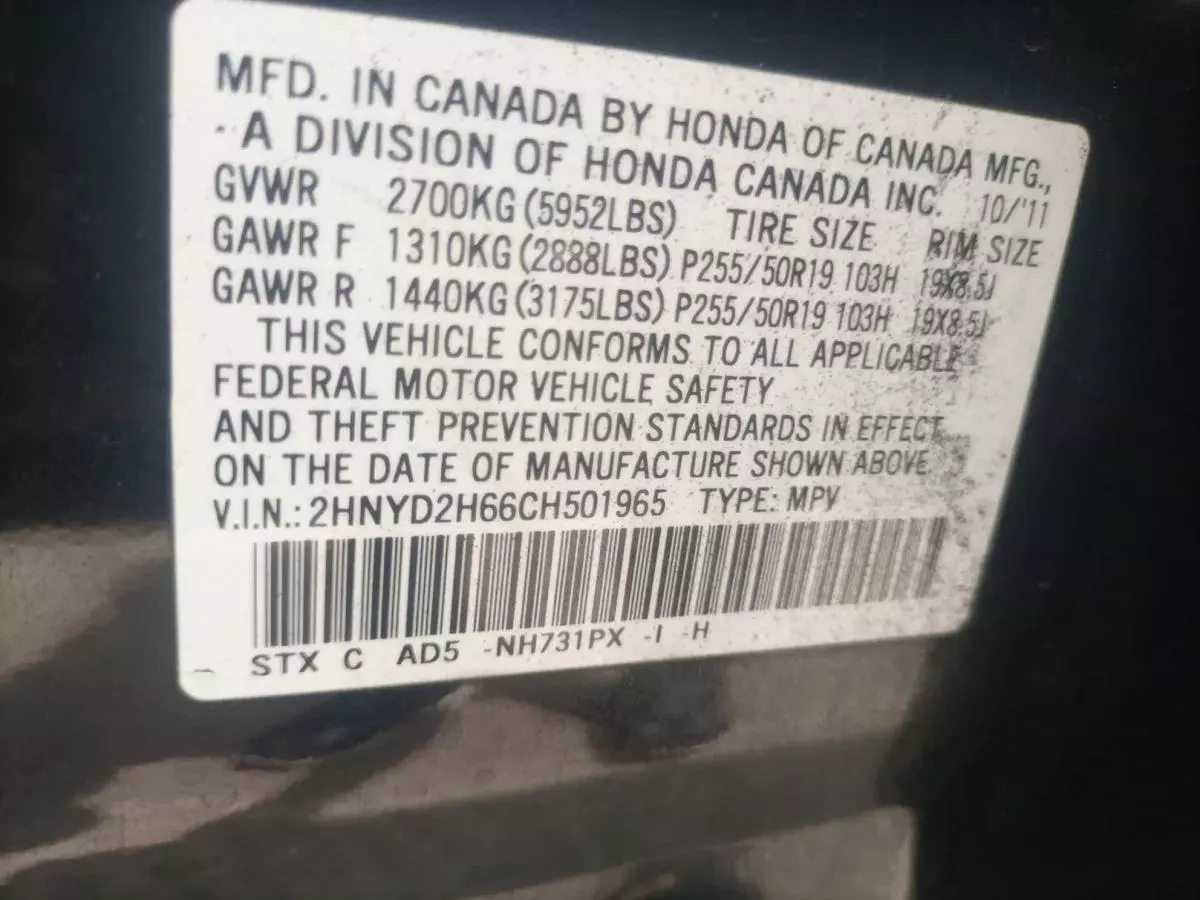 MFD. IN CANADA BY HONDA OF CANADA MFG.,
A DIVISION OF HONDA CANADA INC. 10/'11
GVWR 2700KG (5952LBS) TIRE SIZE RIM SIZE
GAWR F 1310KG (2888LBS) P255/50R19 103H 19X8.5J
GAWR R 1440KG (3175LBS) P255/50R19 103H 19X8.5J
THIS VEHICLE CONFORMS TO ALL APPLICABLE
FEDERAL MOTOR VEHICLE SAFETY
AND THEFT PREVENTION STANDARDS IN EFFECT
ON THE DATE OF MANUFACTURE SHOWN ABOVE
V.I.N.: 2HNYD2H66CH501965 TYPE: MPV
STX C AD5 -NH731PX -I -H